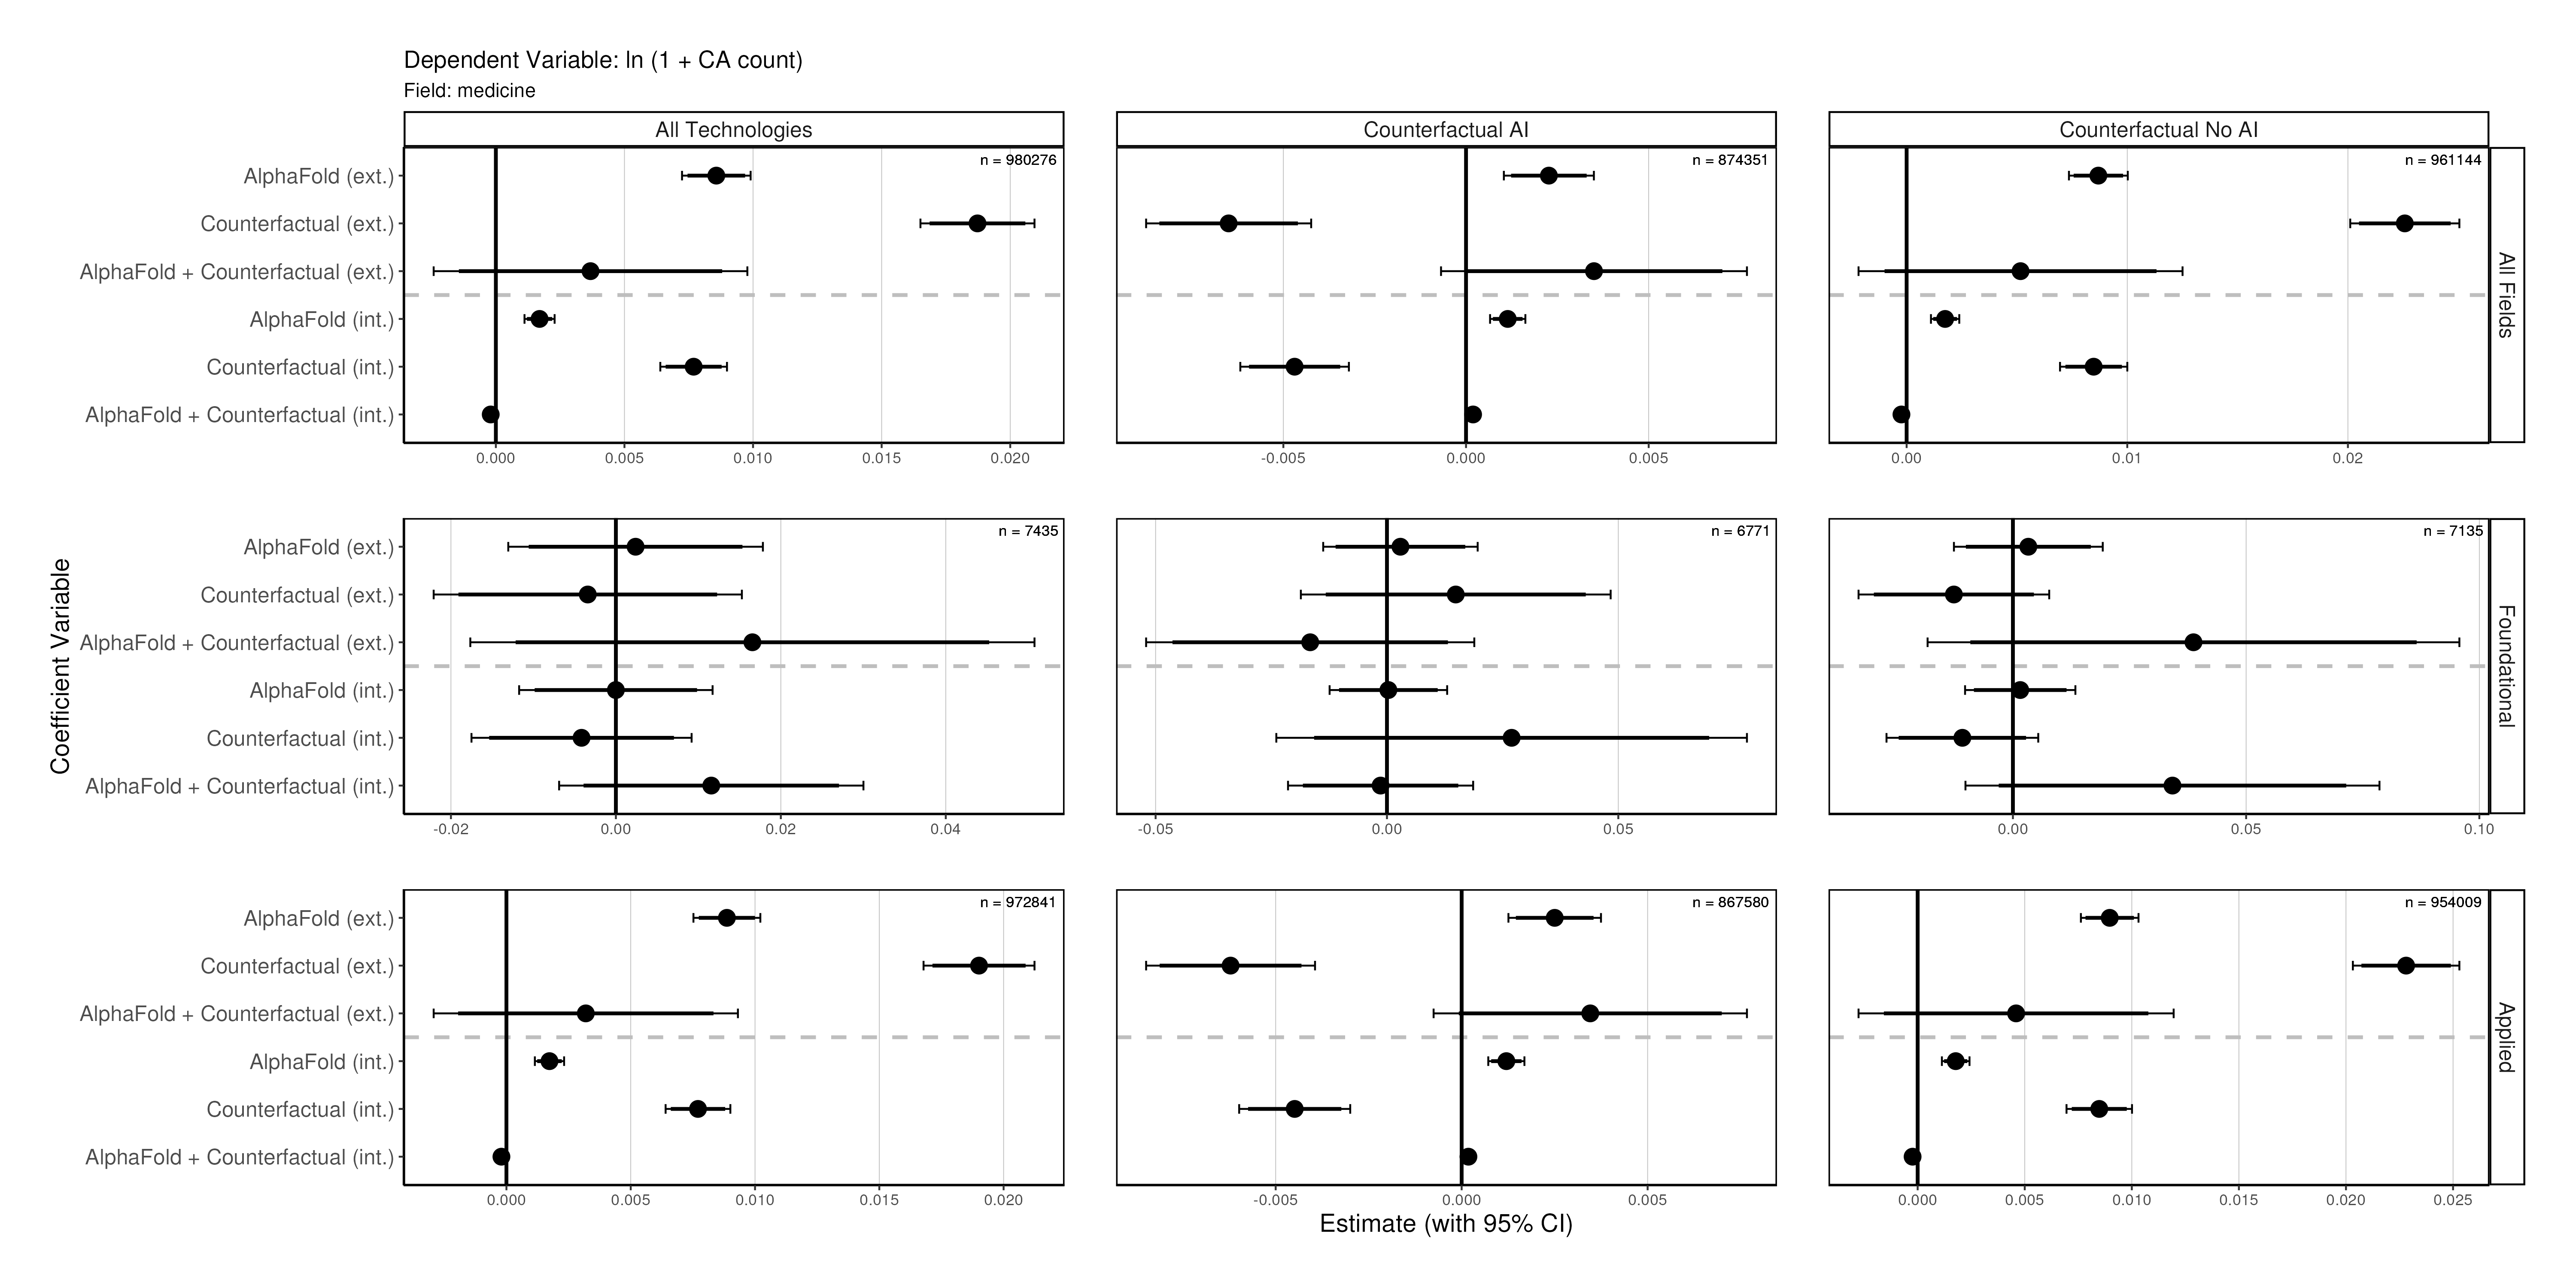 Dependent Variable: ln (1 + CA count)
Field: medicine
All Technologies
Counterfactual AI
Counterfactual No AI
n = 980276
n = 874351
n = 961144
AlphaFold (ext.)
Counterfactual (ext.)
AlphaFold + Counterfactual (ext.)
AlphaFold (int.)
Counterfactual (int.)
AlphaFold + Counterfactual (int.)
All Fields
0.000 0.005 0.010 0.015 0.020
-0.005 0.000 0.005
0.00 0.01 0.02
Coefficient Variable
n = 7435
n = 6771
n = 7135
AlphaFold (ext.)
Counterfactual (ext.)
AlphaFold + Counterfactual (ext.)
AlphaFold (int.)
Counterfactual (int.)
AlphaFold + Counterfactual (int.)
Foundational
-0.02 0.00 0.02 0.04
-0.05 0.00 0.05
0.00 0.05 0.10
n = 972841
n = 867580
n = 954009
AlphaFold (ext.)
Counterfactual (ext.)
AlphaFold + Counterfactual (ext.)
AlphaFold (int.)
Counterfactual (int.)
AlphaFold + Counterfactual (int.)
Applied
0.000 0.005 0.010 0.015 0.020
-0.005 0.000 0.005
0.000 0.005 0.010 0.015 0.020 0.025
Estimate (with 95% CI)